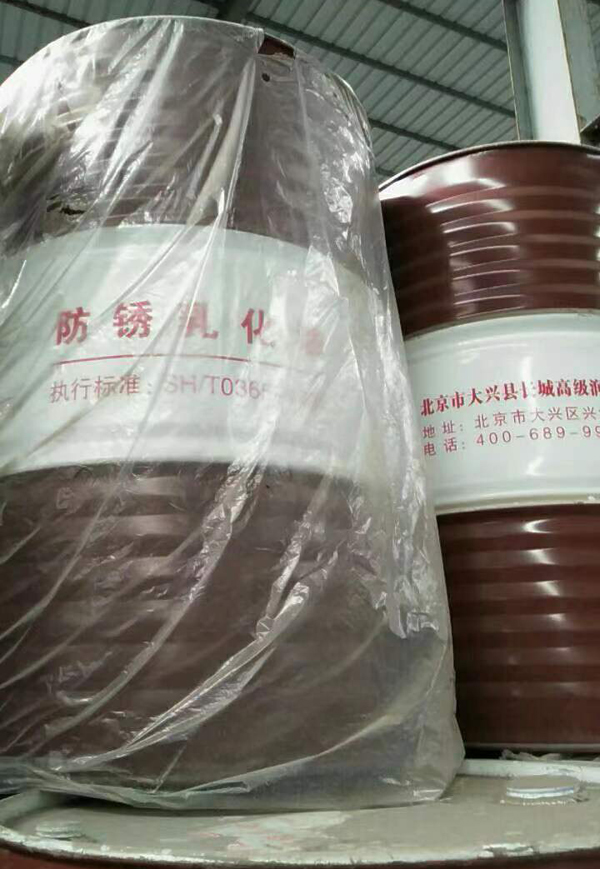 防锈乳化
执行标准：SH/T0365
北京市大兴县长城高级润
地址：北京市大兴区兴
电话：400-689-99